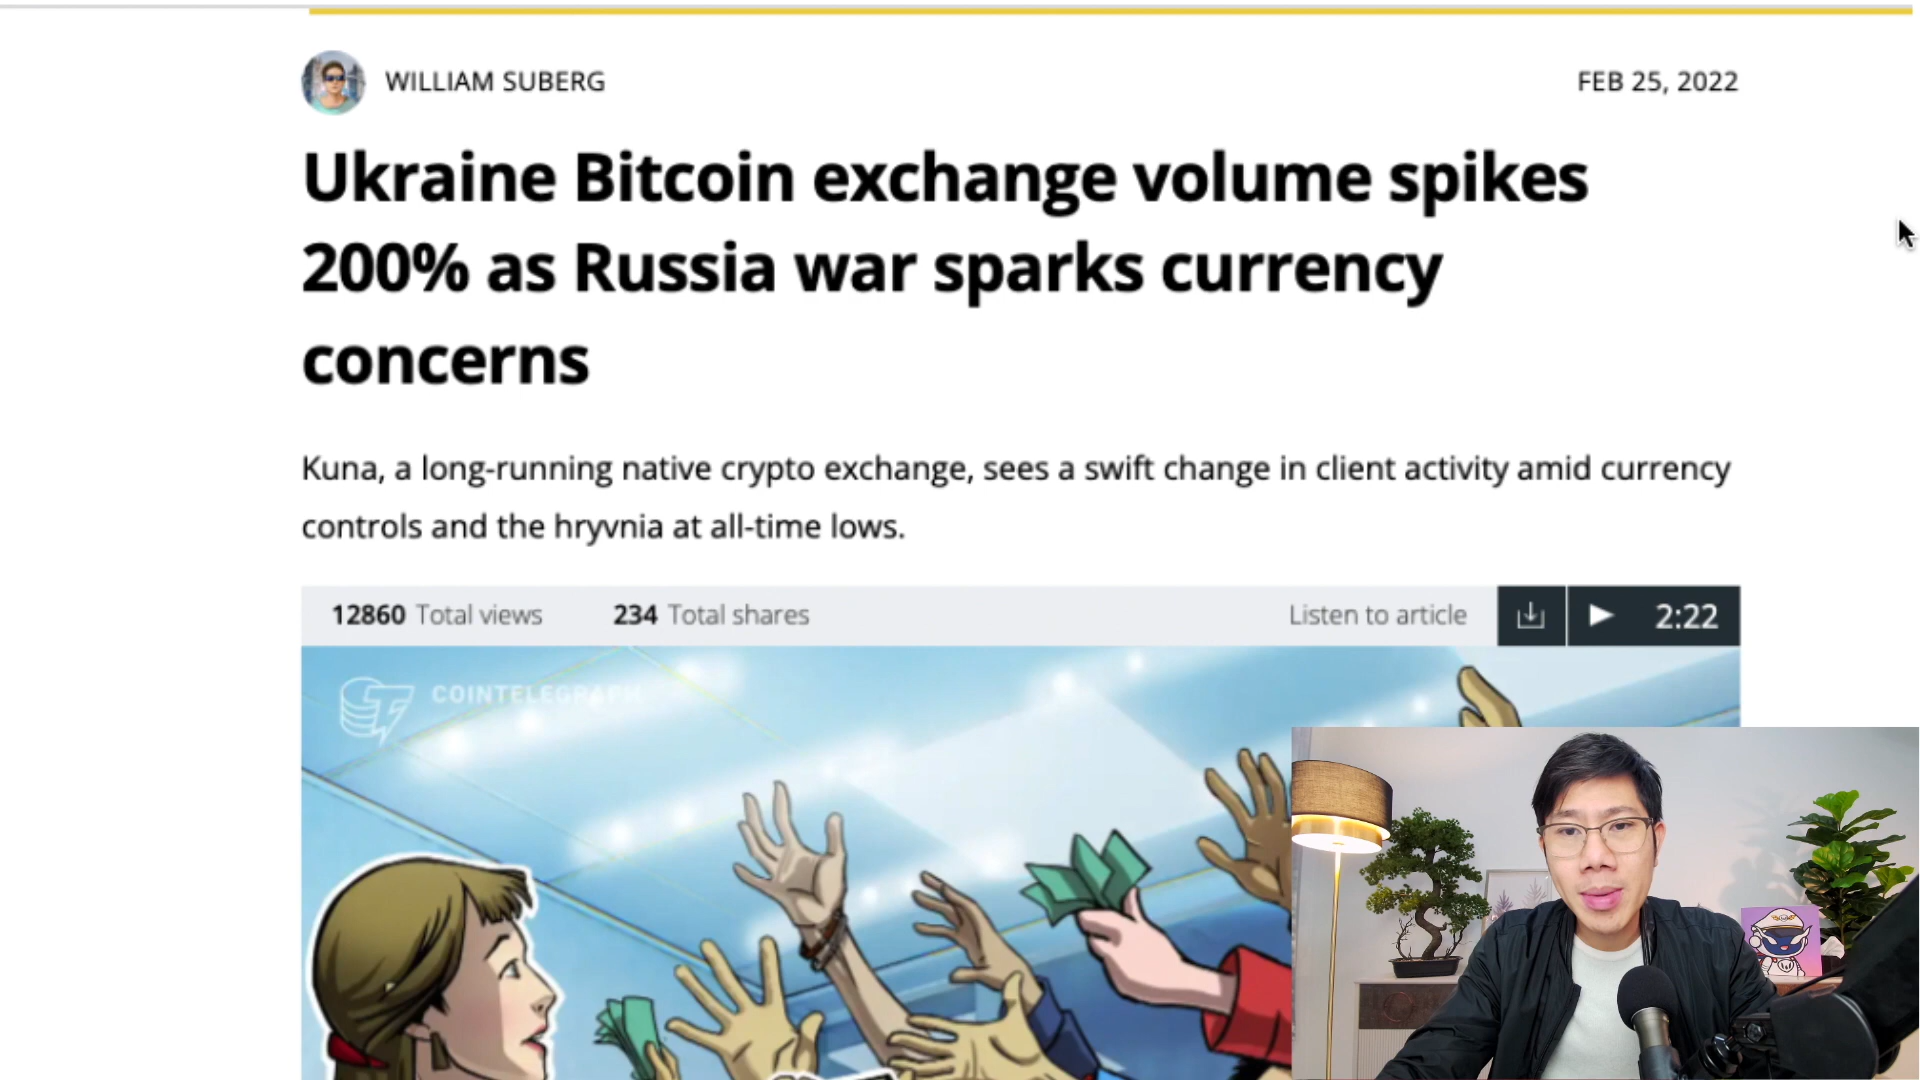 WILLIAM SUBERG
FEB 25, 2022
Ukraine Bitcoin exchange volume spikes
200% as Russia war sparks currency
concerns
Kuna, a long-running native crypto exchange, sees a swift change in client activity amid currency
controls and the hryvnia at all-time lows.
12860 Total views 234 Total shares Listen to article 2:22
COINTELEGRAPH